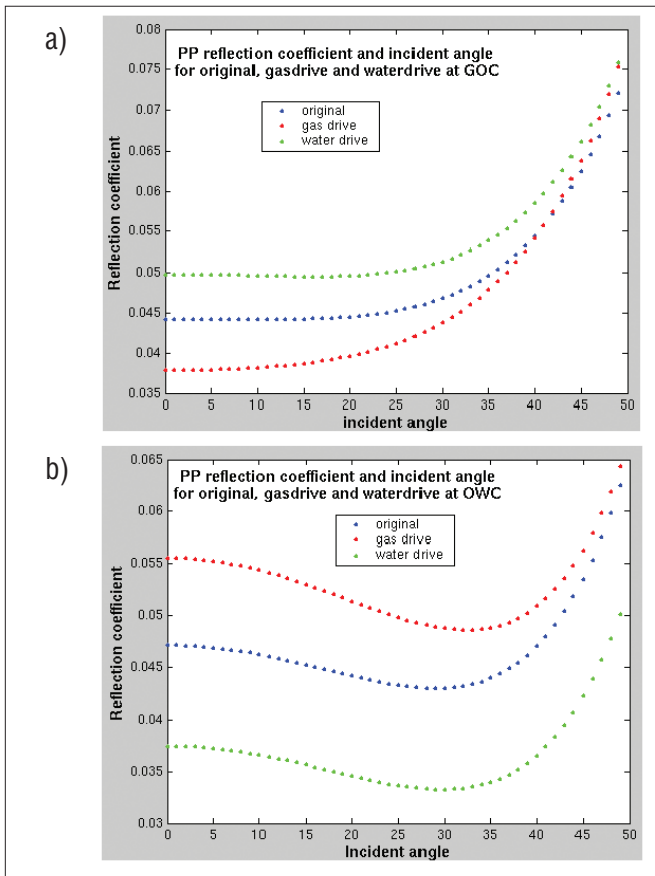 a)
PP reflection coefficient and incident angle
for original, gasdrive and waterdrive at GOC
original
gas drive
water drive
Reflection coefficient
0.08
0.075
0.07
0.065
0.06
0.055
0.05
0.045
0.04
0.035
0 5 10 15 20 25 30 35 40 45 50
incident angle
b)
PP reflection coefficient and incident angle
for original, gasdrive and waterdrive at OWC
original
gas drive
water drive
Reflection coefficient
0.065
0.06
0.055
0.05
0.045
0.04
0.035
0.03
0 5 10 15 20 25 30 35 40 45 50
Incident angle